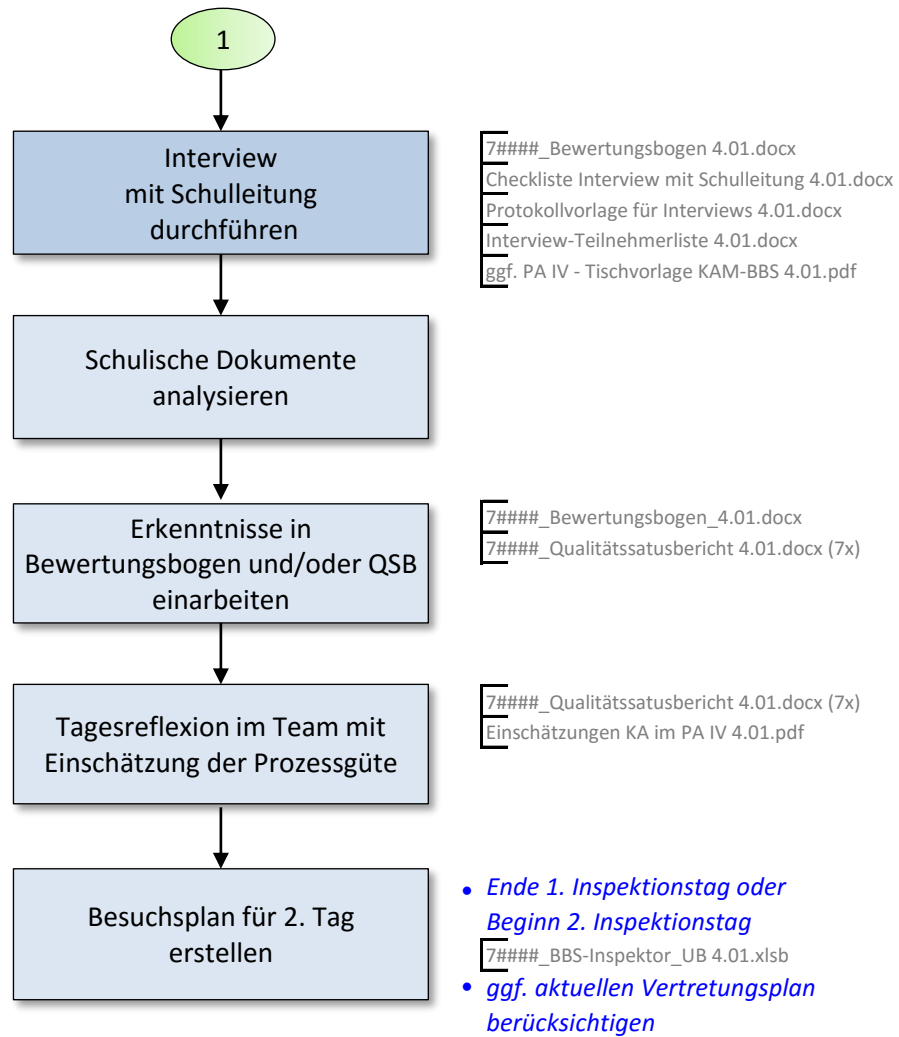 1
Interview
mit Schulleitung
durchführen
7####_Bewertungsbogen 4.01.docx
Checkliste Interview mit Schulleitung 4.01.docx
Protokollvorlage für Interviews 4.01.docx
Interview-Teilnehmerliste 4.01.docx
ggf. PA IV - Tischvorlage KAM-BBS 4.01.pdf
Schulische Dokumente
analysieren
Erkenntnisse in
Bewertungsbogen und/oder QSB
einarbeiten
7####_Bewertungsbogen_4.01.docx
7####_Qualitätssatusbericht 4.01.docx (7x)
Tagesreflexion im Team mit
Einschätzung der Prozessgüte
7####_Qualitätssatusbericht 4.01.docx (7x)
Einschätzungen KA im PA IV 4.01.pdf
Besuchsplan für 2. Tag
erstellen
• Ende 1. Inspektionstag oder
Beginn 2. Inspektionstag
7####_BBS-Inspektor_UB 4.01.xlsb
• ggf. aktuellen Vertretungsplan
berücksichtigen